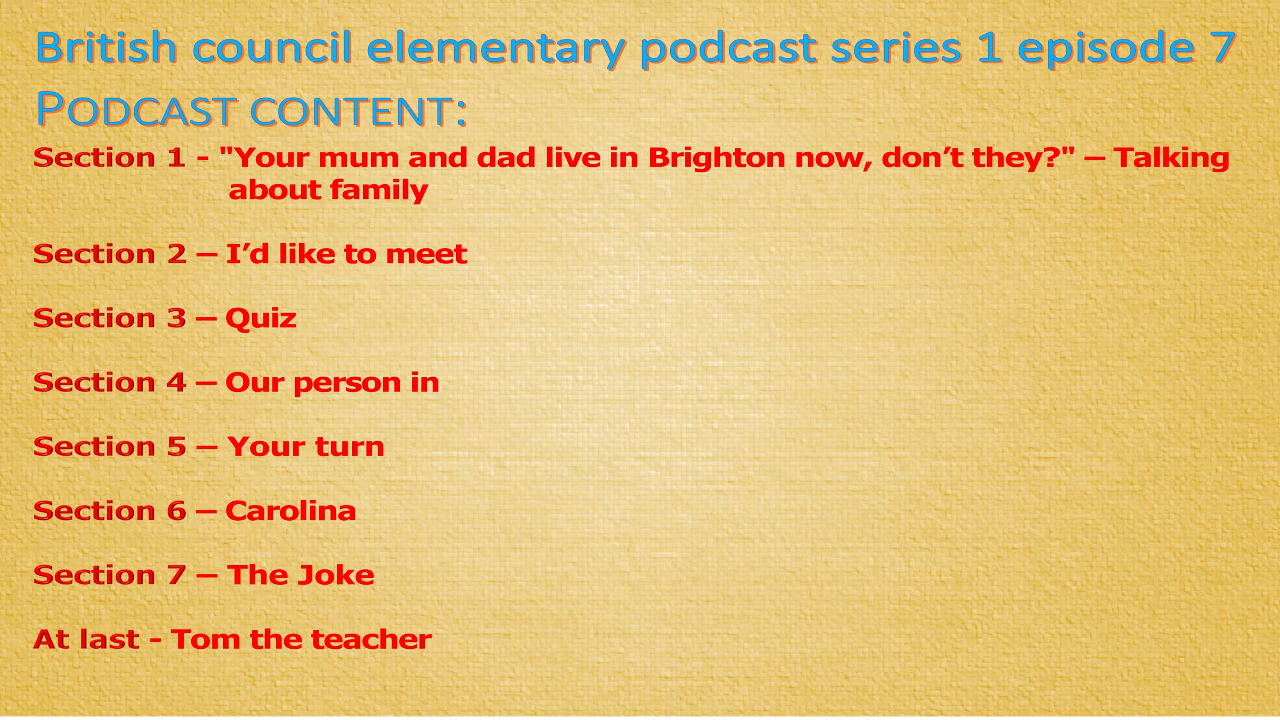 British council elementary podcast series 1 episode 7
PODCAST CONTENT:
Section 1 - "Your mum and dad live in Brighton now, don’t they?" – Talking
about family
Section 2 – I’d like to meet
Section 3 – Quiz
Section 4 – Our person in
Section 5 – Your turn
Section 6 – Carolina
Section 7 – The Joke
At last - Tom the teacher